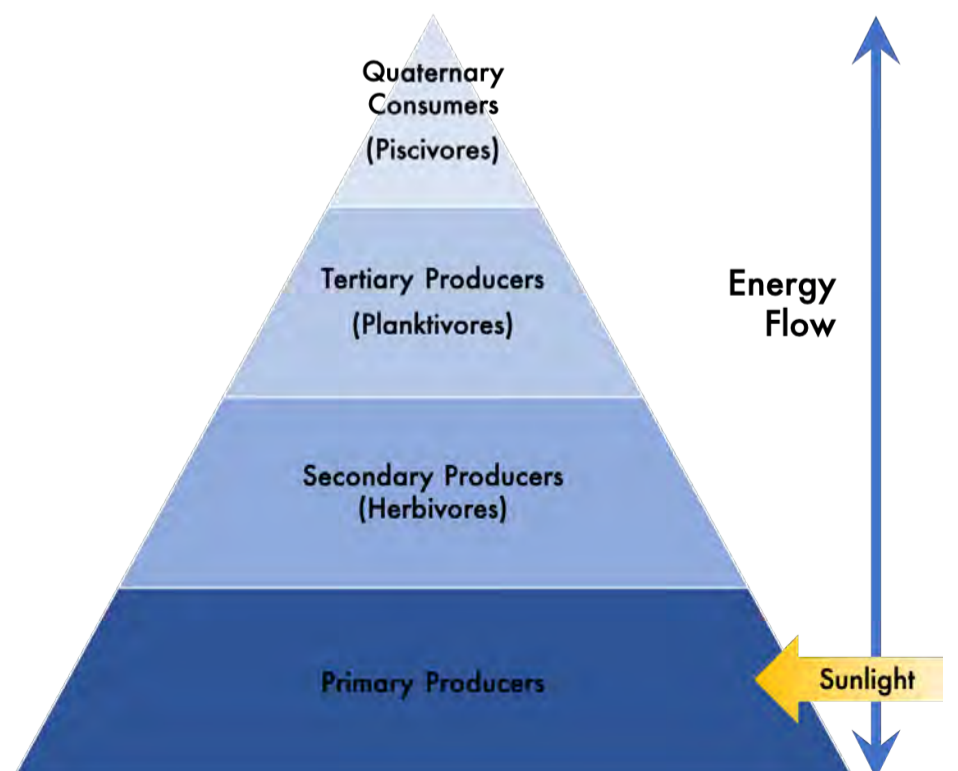 Quaternary
Consumers
(Piscivores)
Tertiary Producers
(Planktivores)
Energy
Flow
Secondary Producers
(Herbivores)
Primary Producers
Sunlight